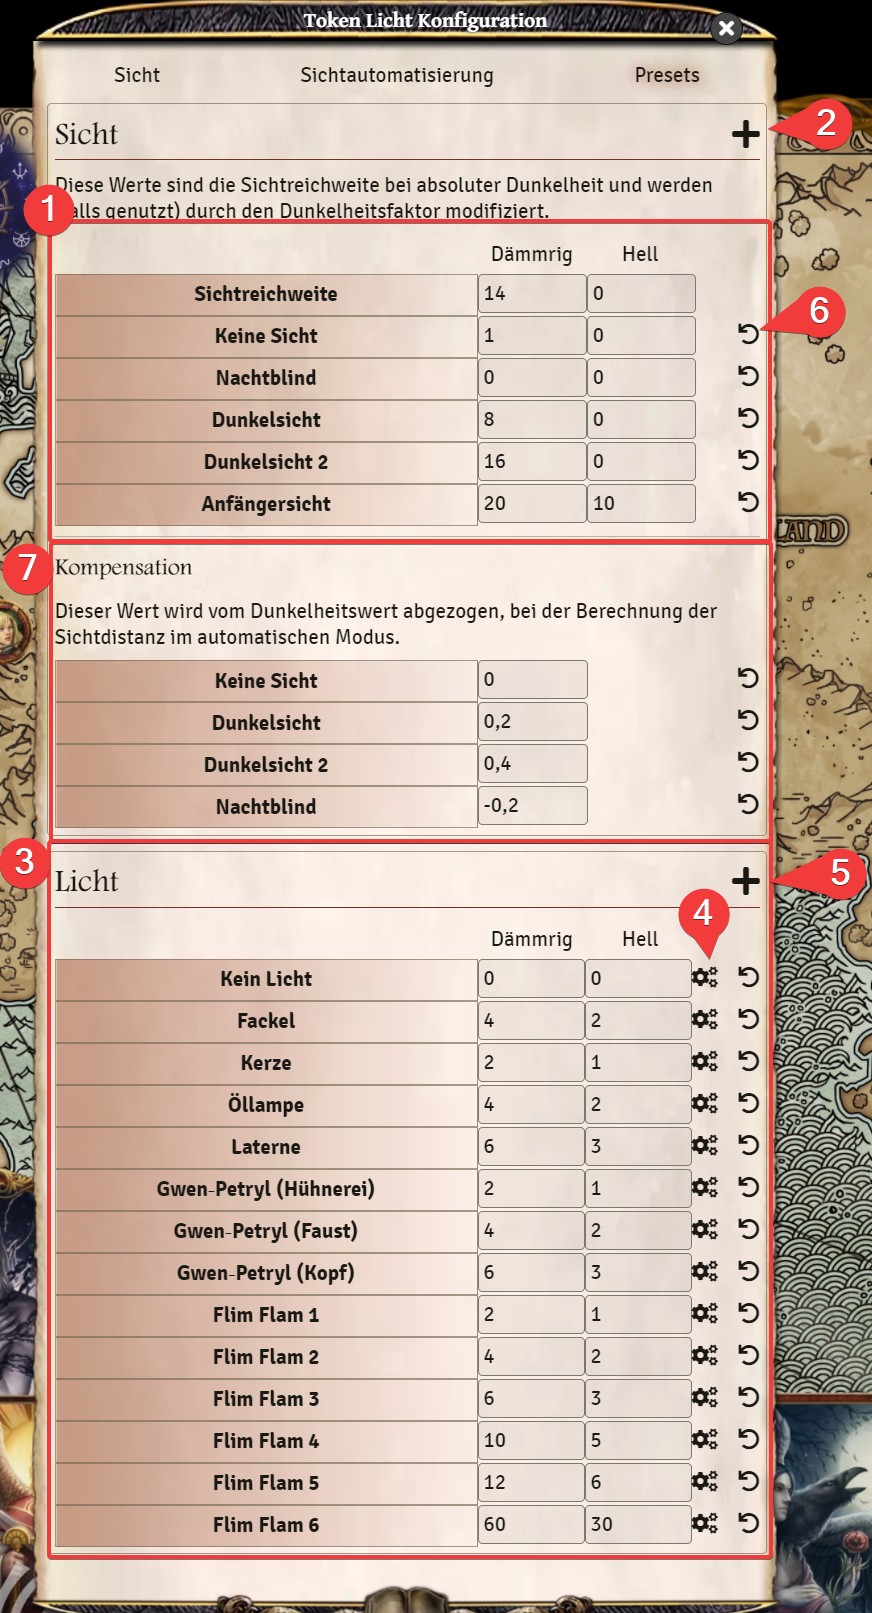 Token Licht Konfiguration
Sicht Sichtautomatisierung Presets
Sicht
2
Diese Werte sind die Sichtreichweite bei absoluter Dunkelheit und werden
1 alls genutzt) durch den Dunkelheitsfaktor modifiziert.
Dämmrig Hell
Sichtreichweite 14 0
6
Keine Sicht 1 0
Nachtblind 0 0
Dunkelsicht 8 0
Dunkelsicht 2 16 0
Anfängersicht 20 10
LAND
7 Kompensation
Dieser Wert wird vom Dunkelheitswert abgezogen, bei der Berechnung der
Sichtdistanz im automatischen Modus.
Keine Sicht 0
Dunkelsicht 0,2
Dunkelsicht 2 0,4
Nachtblind -0,2
3
Licht
5
4
Dämmrig Hell
Kein Licht 0 0
Fackel 4 2
Kerze 2 1
Öllampe 4 2
Laterne 6 3
Gwen-Petryl (Hühnerei) 2 1
Gwen-Petryl (Faust) 4 2
Gwen-Petryl (Kopf) 6 3
Flim Flam 1 2 1
Flim Flam 2 4 2
Flim Flam 3 6 3
Flim Flam 4 10 5
Flim Flam 5 12 6
Flim Flam 6 60 30